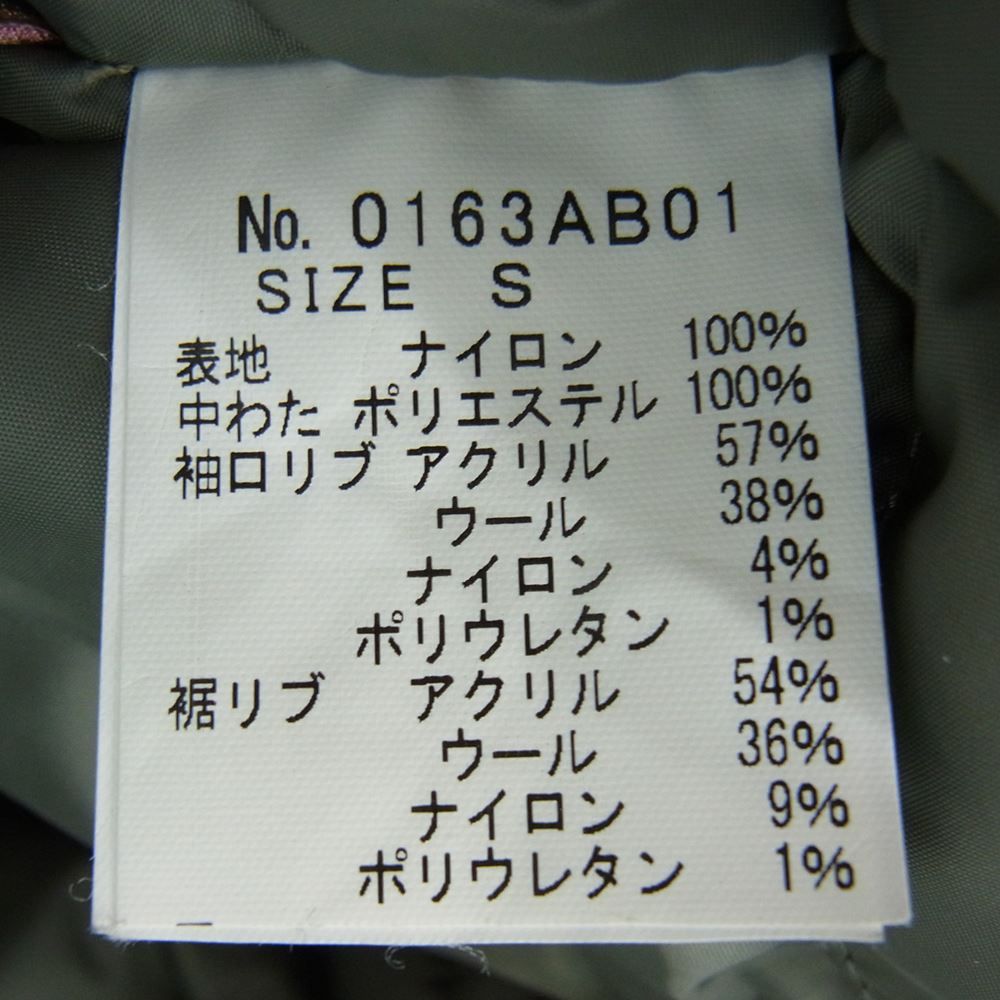 No. 0163AB01
SIZE S
表地 ナイロン 100%
中わた ポリエステル 100%
袖口リブ アクリル 57%
ウール 38%
ナイロン 4%
ポリウレタン 1%
裾リブ アクリル 54%
ウール 36%
ナイロン 9%
ポリウレタン 1%